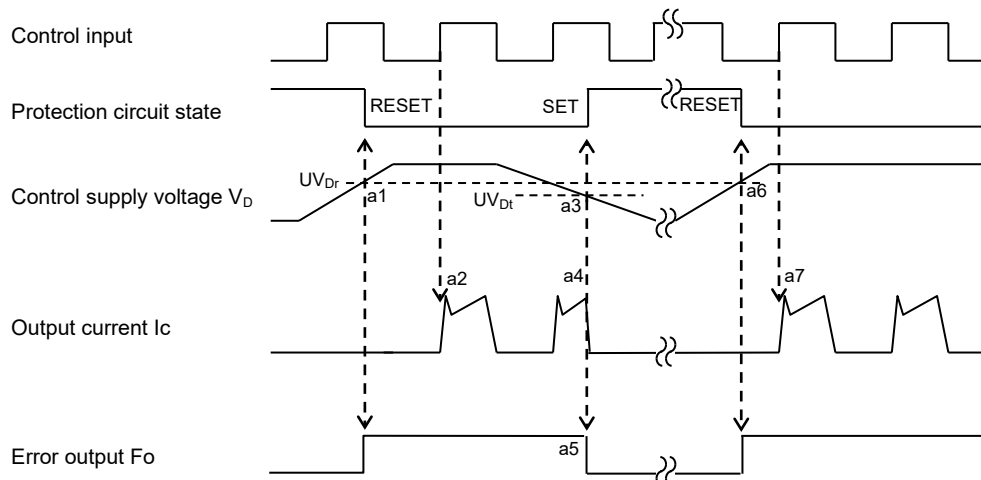 Control input
Protection circuit state
RESET
SET
RESET
Control supply voltage VD
UVDr
a1
UVDt
a3
a6
a2
a4
a7
Output current Ic
Error output Fo
a5